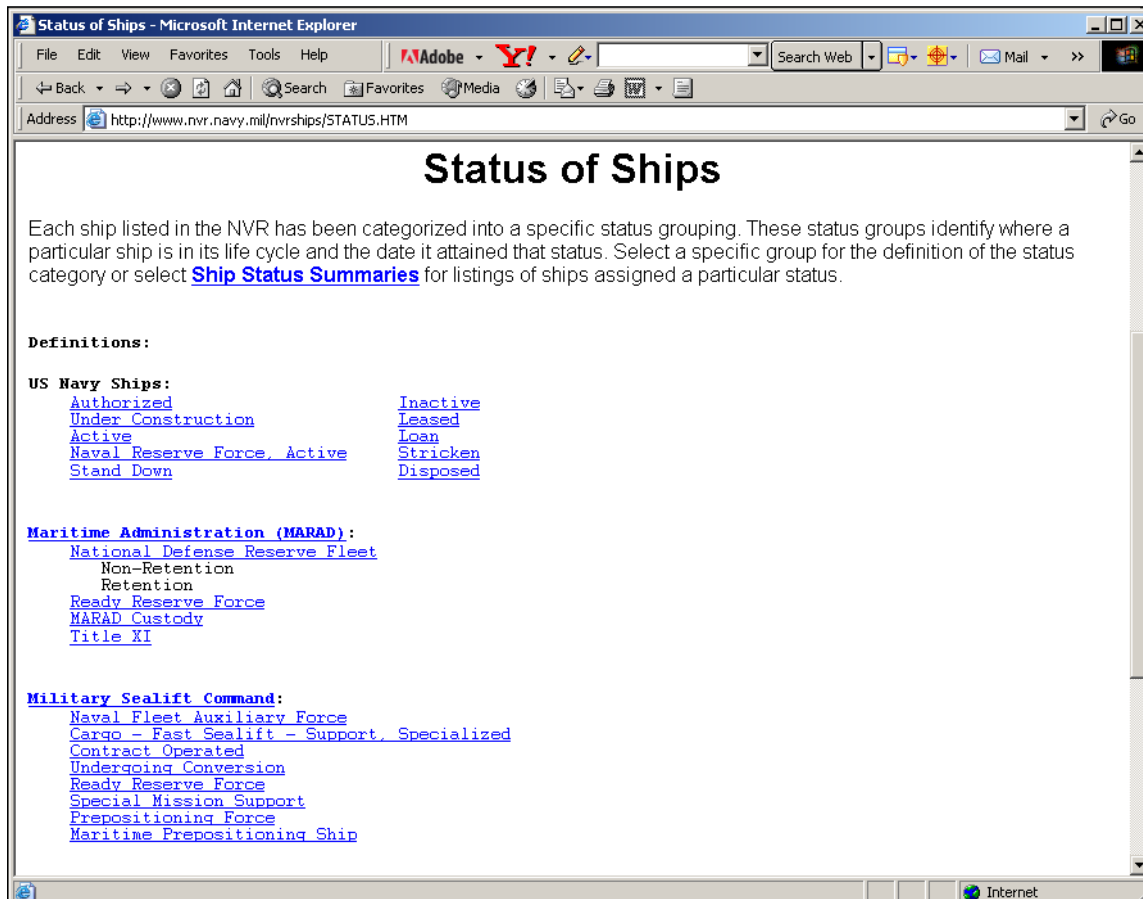 Status of Ships - Microsoft Internet Explorer
File Edit View Favorites Tools Help Adobe Y! Search Web Mail »
Back Search Favorites Media
Address http://www.nvr.navy.mil/nvrships/STATUS.HTM Go
Status of Ships
Each ship listed in the NVR has been categorized into a specific status grouping. These status groups identify where a
particular ship is in its life cycle and the date it attained that status. Select a specific group for the definition of the status
category or select Ship Status Summaries for listings of ships assigned a particular status.
Definitions:
US Navy Ships:
Authorized Inactive
Under Construction Leased
Active Loan
Naval Reserve Force, Active Stricken
Stand Down Disposed
Maritime Administration (MARAD):
National Defense Reserve Fleet
Non-Retention
Retention
Ready Reserve Force
MARAD Custody
Title XI
Military Sealift Command:
Naval Fleet Auxiliary Force
Cargo - Fast Sealift - Support, Specialized
Contract Operated
Undergoing Conversion
Ready Reserve Force
Special Mission Support
Prepositioning Force
Maritime Prepositioning Ship
Internet